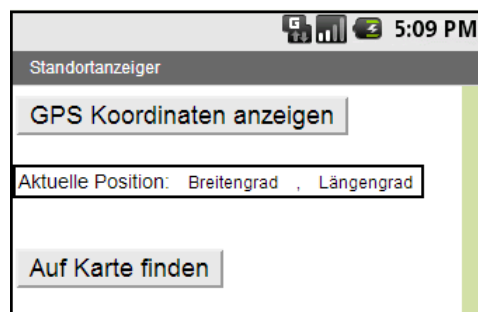 G 5:09 PM
Standortanzeiger
GPS Koordinaten anzeigen
Aktuelle Position: Breitengrad , Längengrad
Auf Karte finden